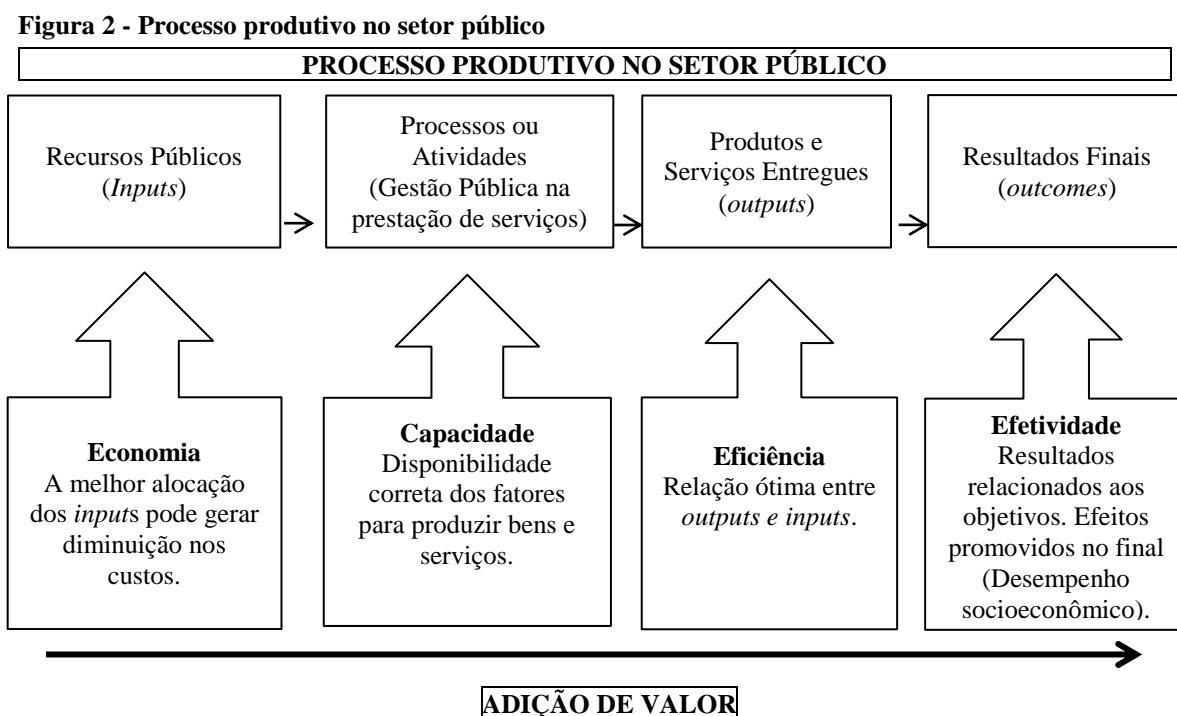 Figura 2 - Processo produtivo no setor público
PROCESSO PRODUTIVO NO SETOR PÚBLICO
Recursos Públicos
(Inputs)
Processos ou
Atividades
(Gestão Pública na
prestação de serviços)
Produtos e
Serviços Entregues
(outputs)
Resultados Finais
(outcomes)
Economia
A melhor alocação
dos inputs pode gerar
diminuição nos
custos.
Capacidade
Disponibilidade
correta dos fatores
para produzir bens e
serviços.
Eficiência
Relação ótima entre
outputs e inputs.
Efetividade
Resultados
relacionados aos
objetivos. Efeitos
promovidos no final
(Desempenho
socioeconômico).
ADIÇÃO DE VALOR